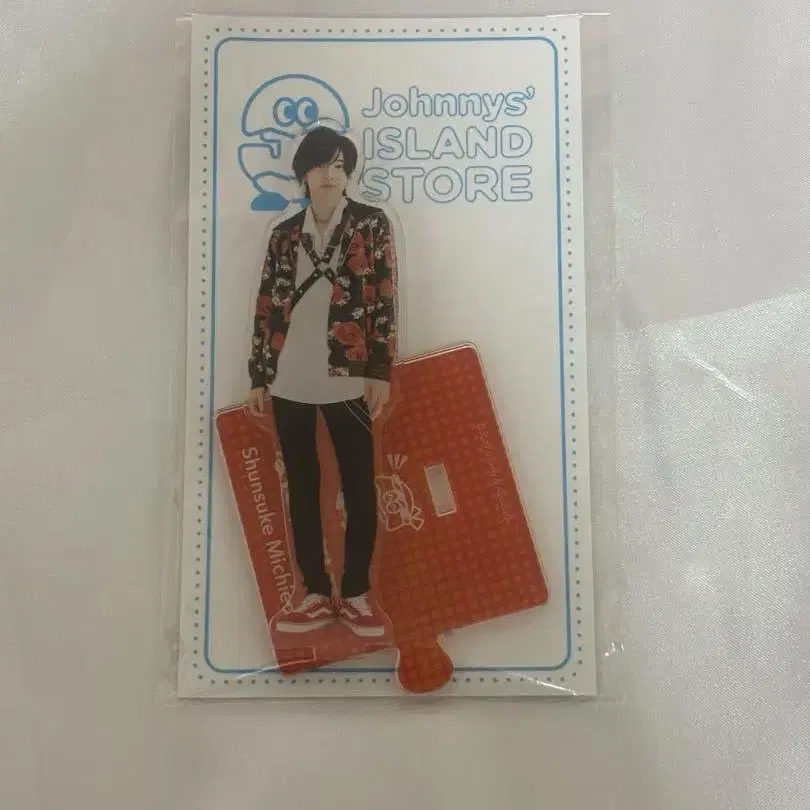 Johnnys'
ISLAND
STORE
Shunsuke Michie